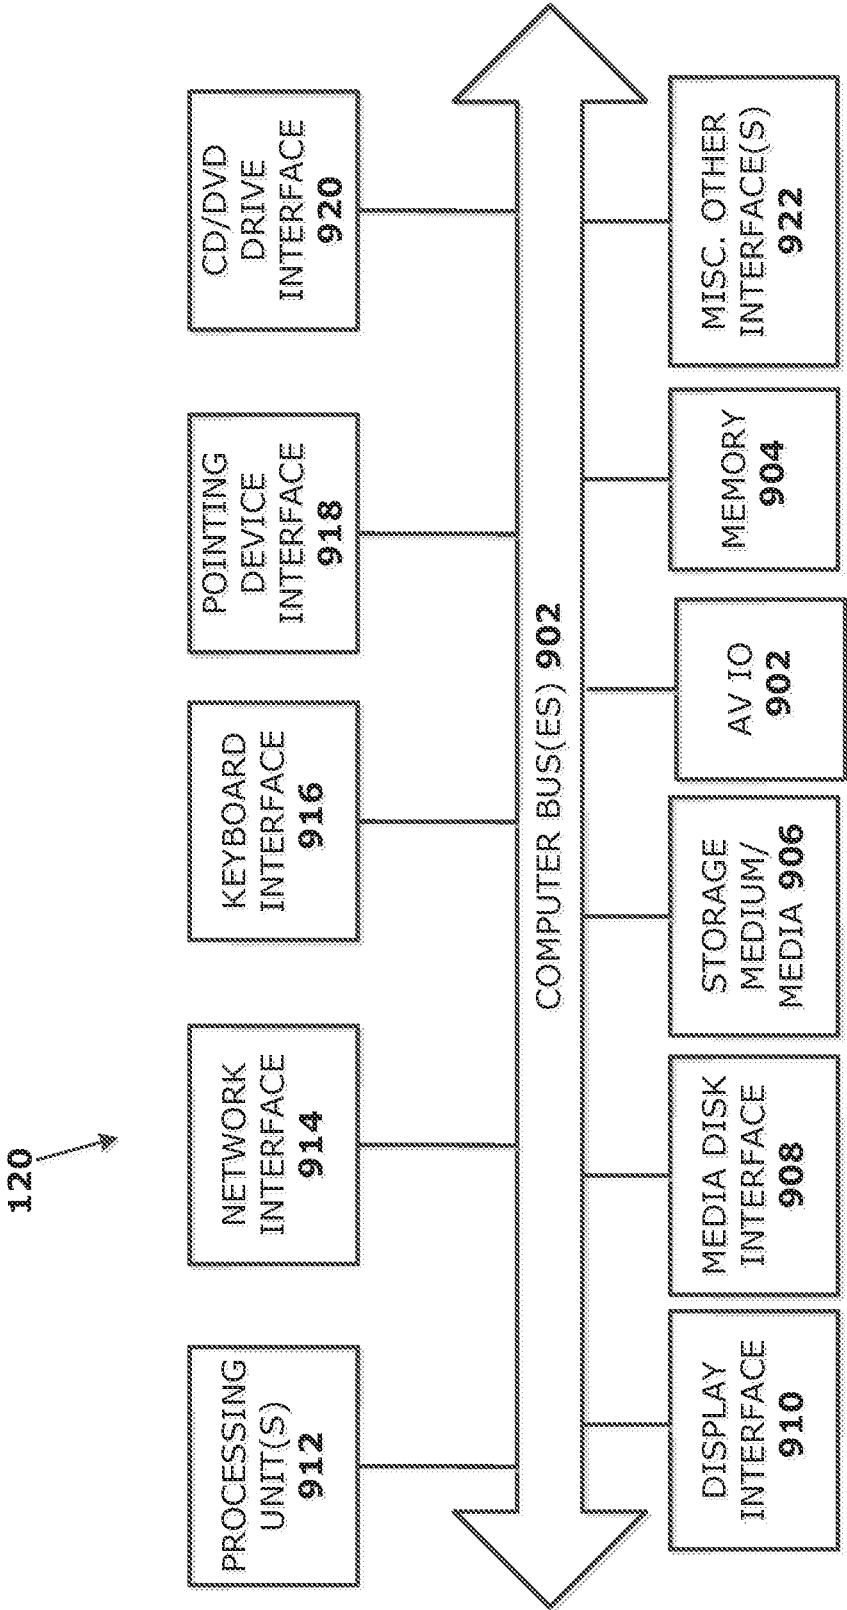 120
PROCESSING
UNIT(S)
912
NETWORK
INTERFACE
914
KEYBOARD
INTERFACE
916
POINTING
DEVICE
INTERFACE
918
CD/DVD
DRIVE
INTERFACE
920
COMPUTER BUS(ES) 902
DISPLAY
INTERFACE
910
MEDIA DISK
INTERFACE
908
STORAGE
MEDIUM/
MEDIA 906
AV IO
902
MEMORY
904
MISC. OTHER
INTERFACE(S)
922